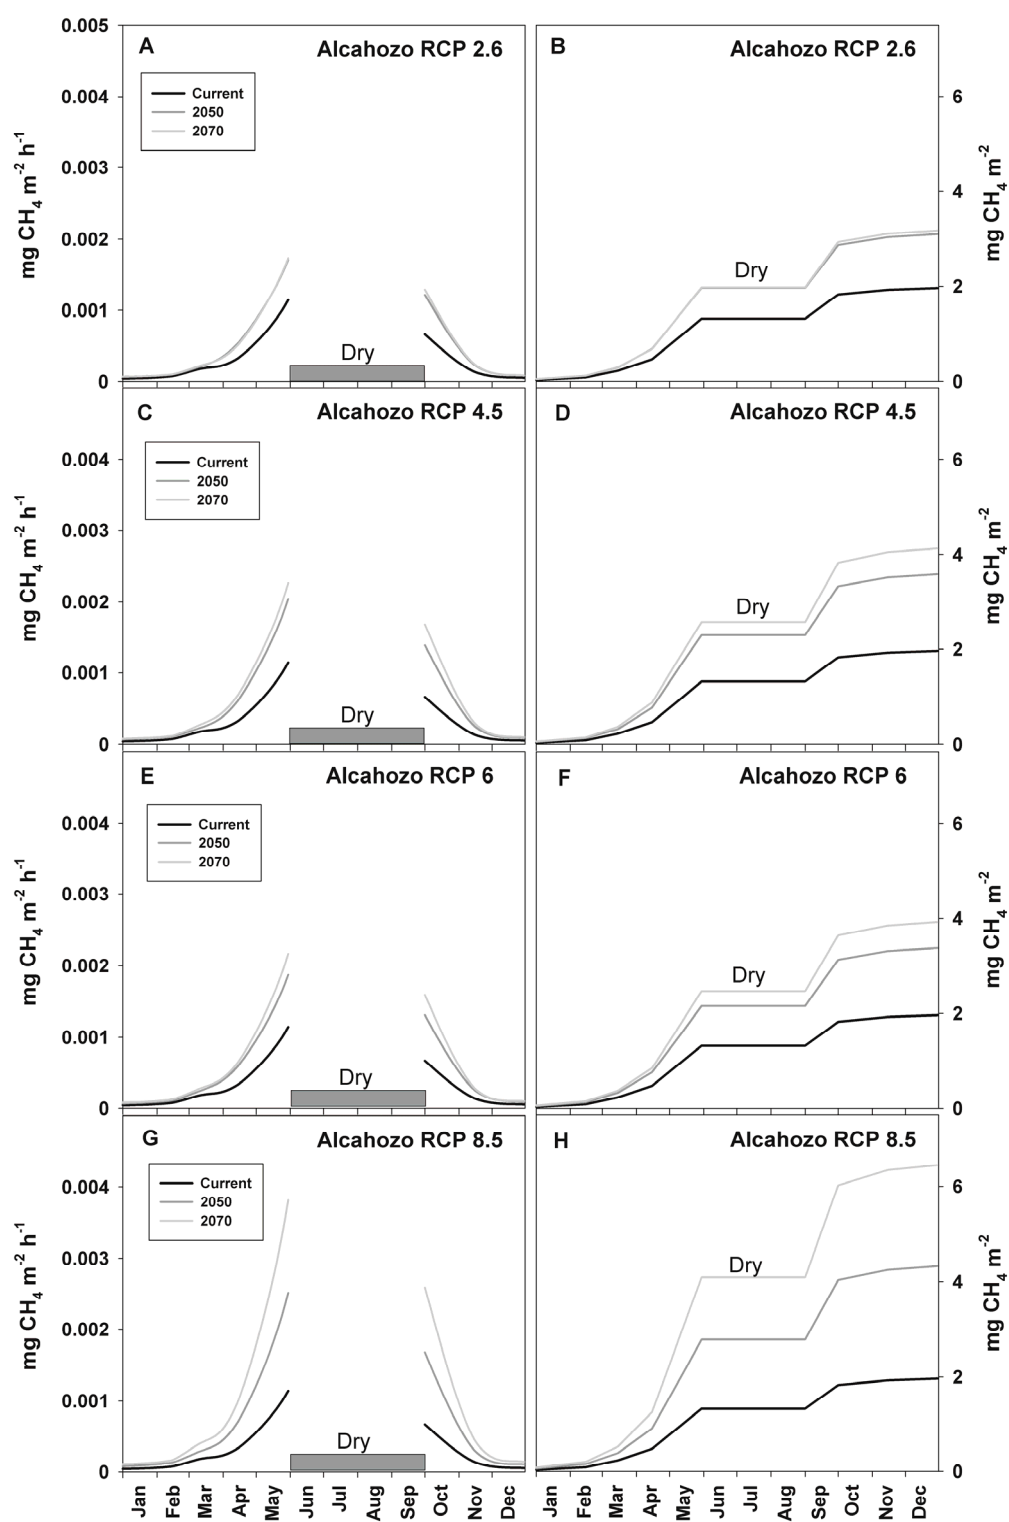 A
Alcahozo RCP 2.6
Current
2050
2070
Dry
0.005
0.004
0.003
0.002
0.001
0
mg CH4 m-2 h-1
B
Alcahozo RCP 2.6
Dry
6
4
2
0
mg CH4 m-2
C
Alcahozo RCP 4.5
Current
2050
2070
Dry
0.004
0.003
0.002
0.001
0
mg CH4 m-2 h-1
D
Alcahozo RCP 4.5
Dry
6
4
2
0
mg CH4 m-2
E
Alcahozo RCP 6
Current
2050
2070
Dry
0.004
0.003
0.002
0.001
0
mg CH4 m-2 h-1
F
Alcahozo RCP 6
Dry
6
4
2
0
mg CH4 m-2
G
Alcahozo RCP 8.5
Current
2050
2070
Dry
0.004
0.003
0.002
0.001
0
mg CH4 m-2 h-1
H
Alcahozo RCP 8.5
Dry
6
4
2
0
mg CH4 m-2
Jan Feb Mar Apr May Jun Jul Aug Sep Oct Nov Dec
Jan Feb Mar Apr May Jun Jul Aug Sep Oct Nov Dec